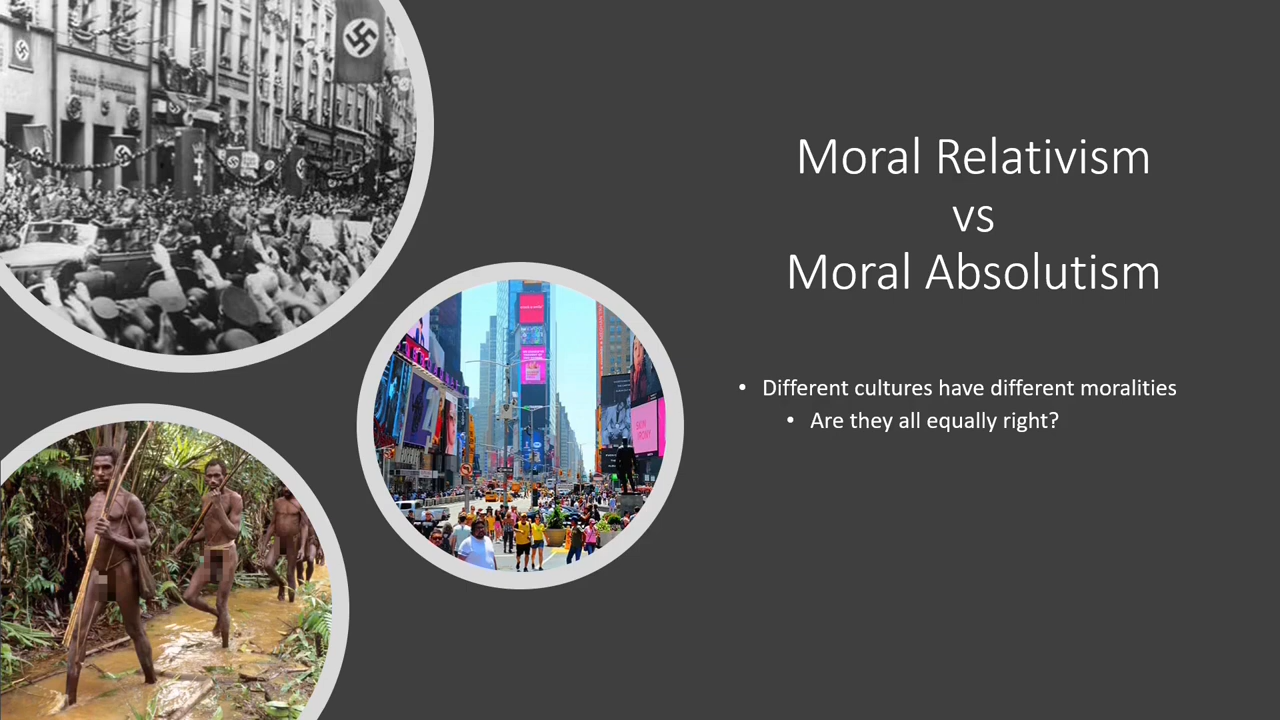 Moral Relativism
vs
Moral Absolutism
• Different cultures have different moralities
• Are they all equally right?